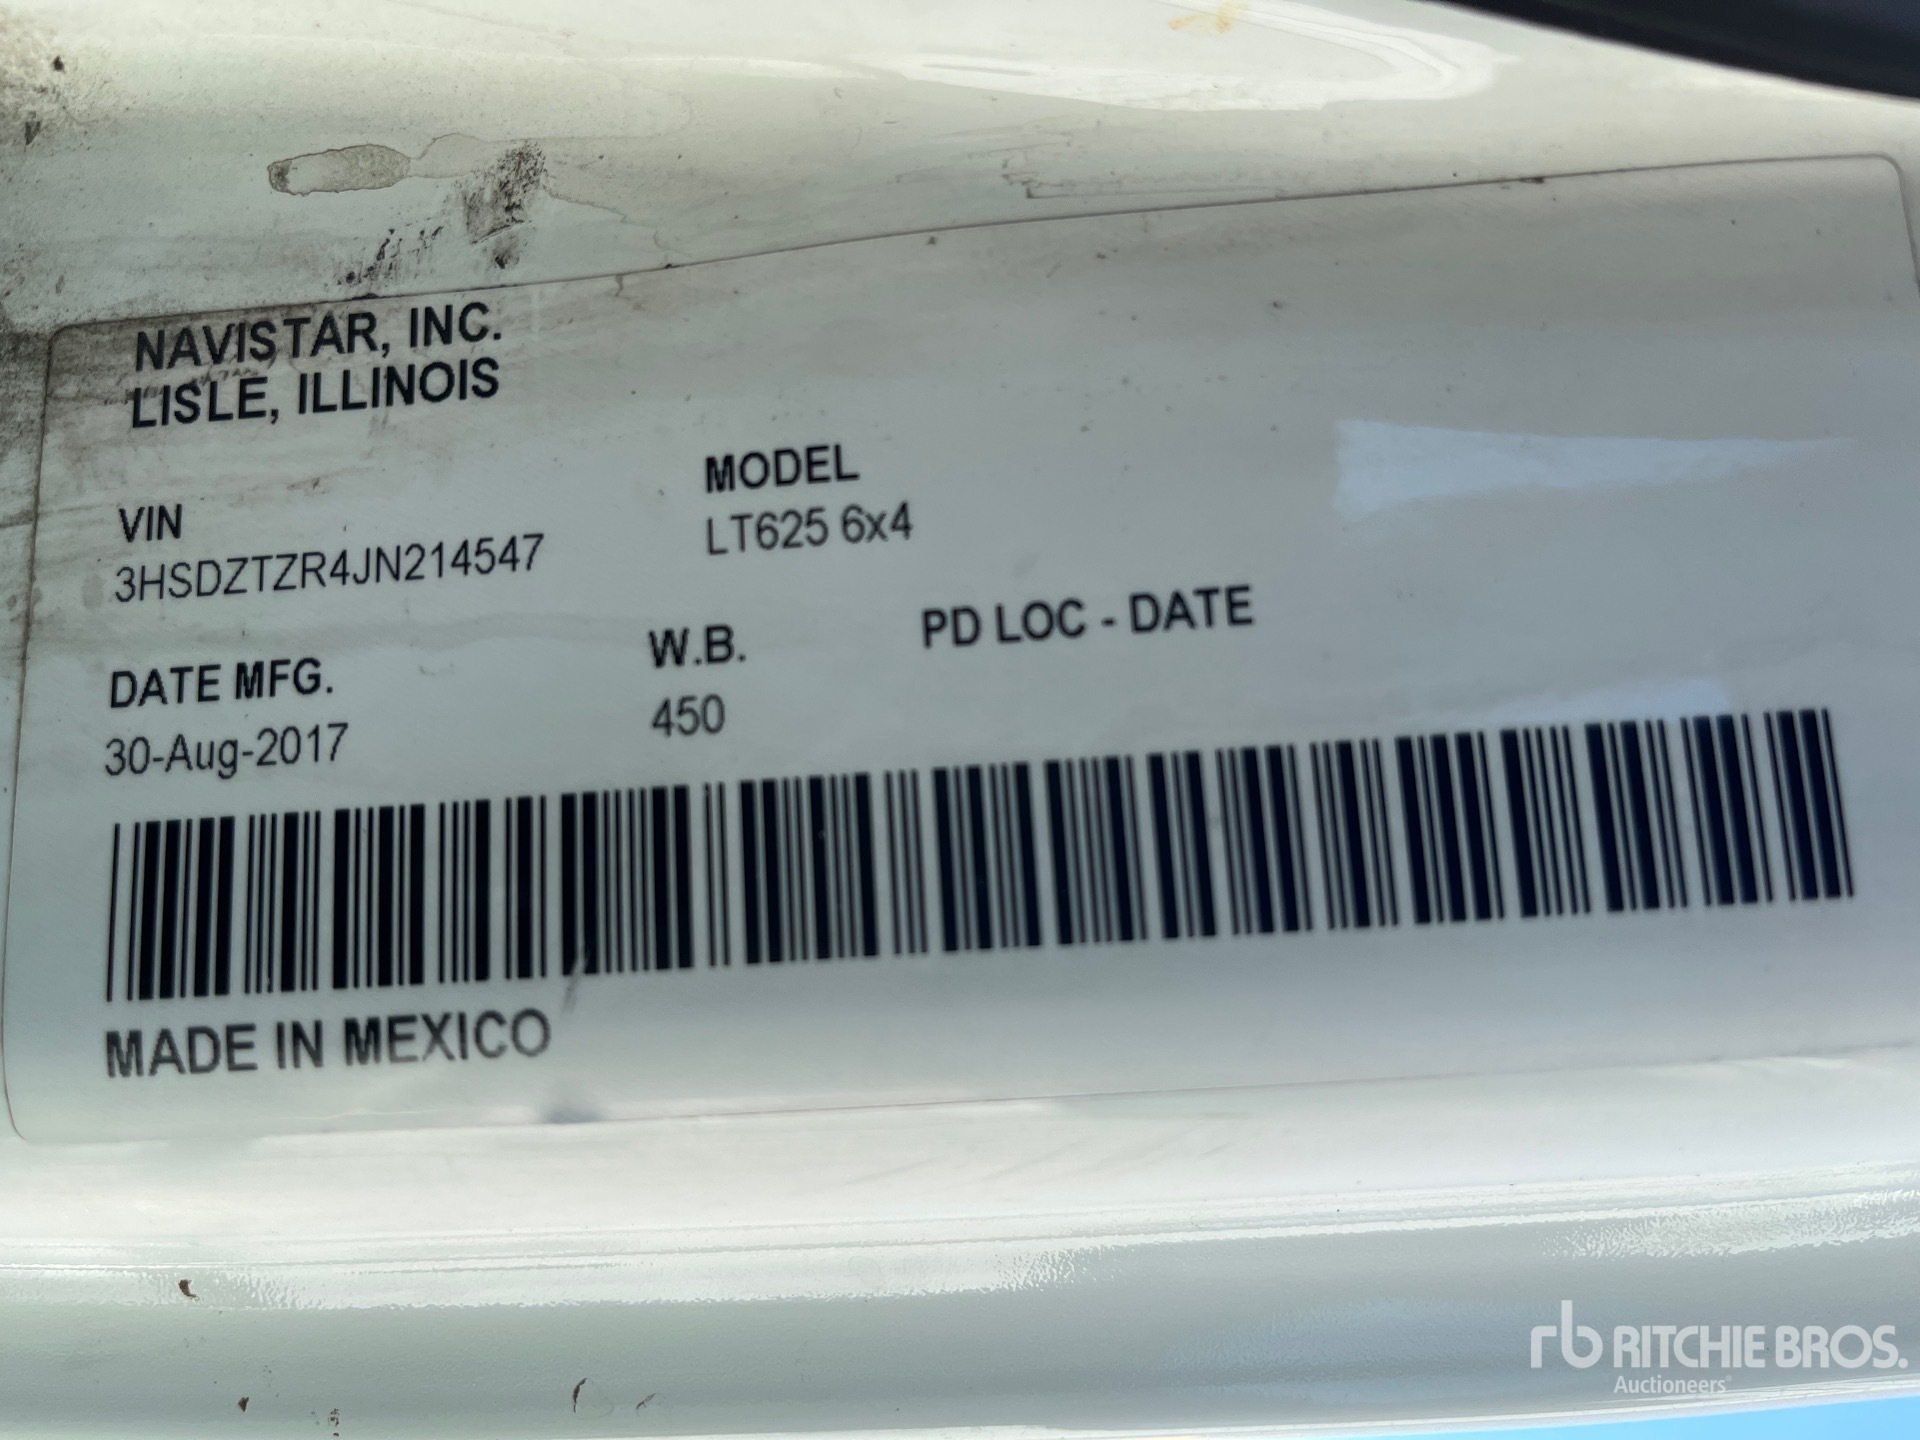 NAVISTAR, INC.
LISLE, ILLINOIS
VIN
3HSDZTZR4JN214547
MODEL
LT625 6x4
DATE MFG.
30-Aug-2017
W.B.
450
PD LOC - DATE
MADE IN MEXICO
rb RITCHIE BROS.
Auctioneers